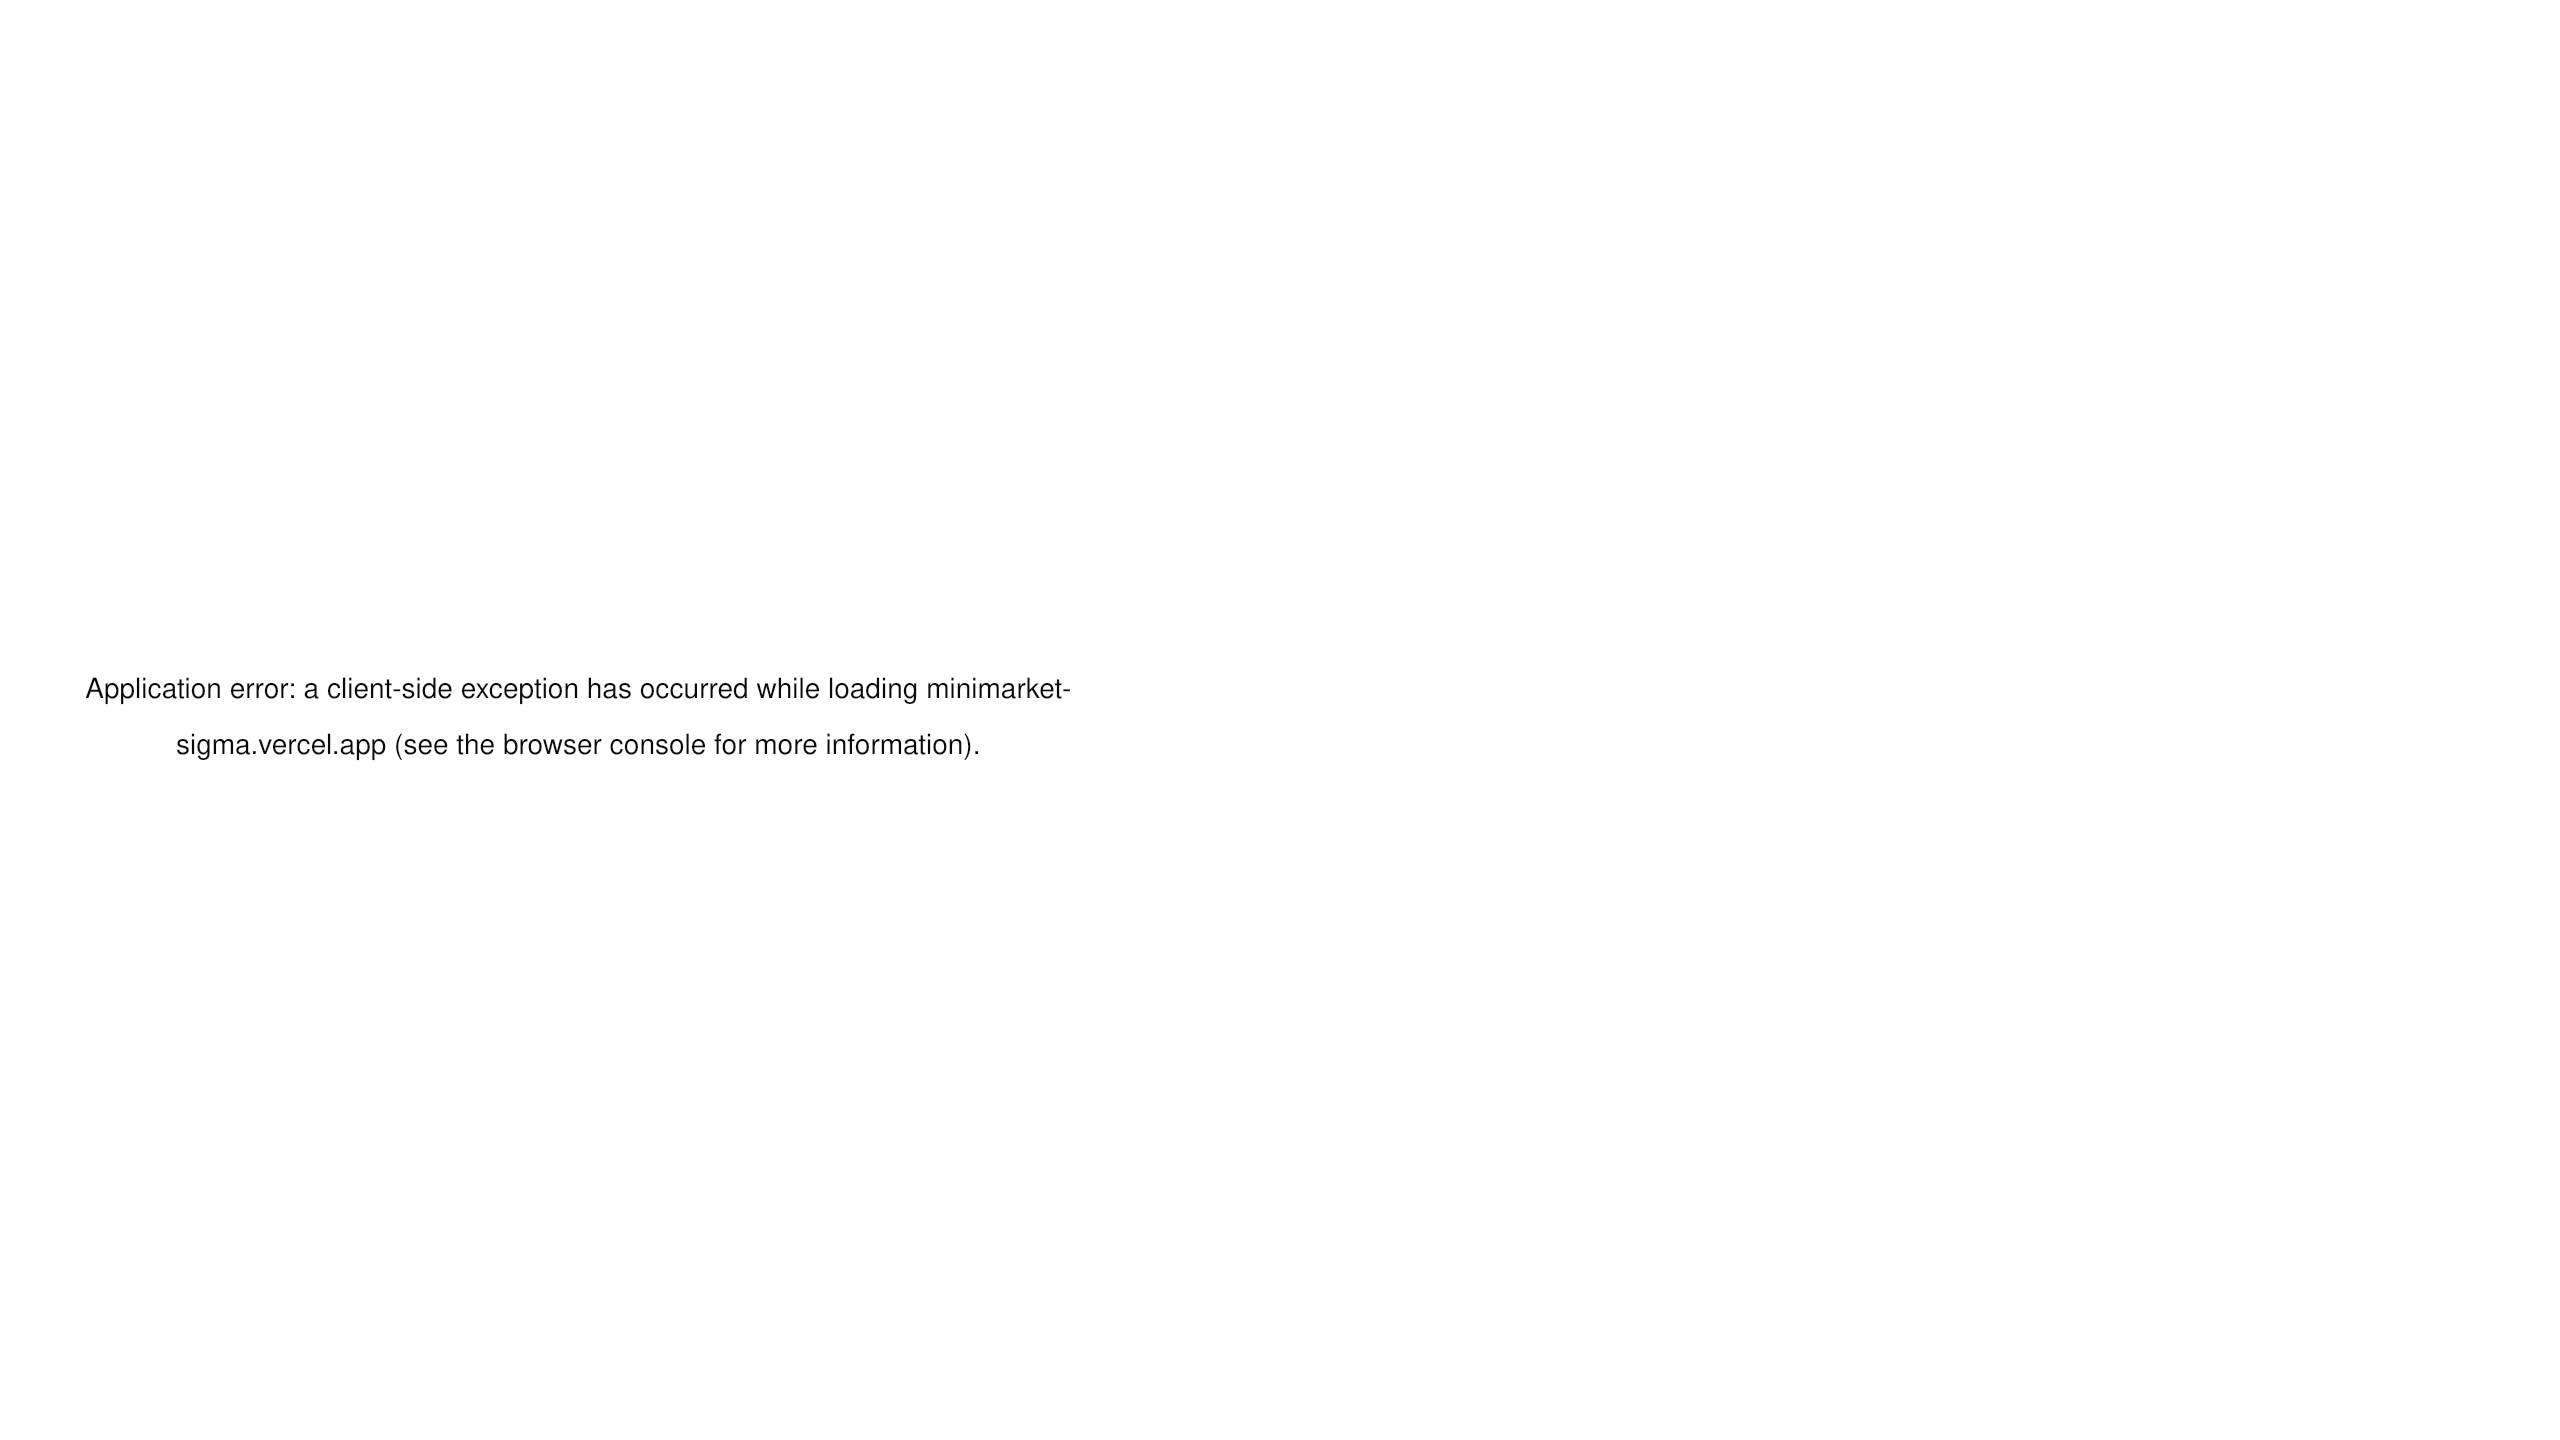 Application error: a client-side exception has occurred while loading minimarket-
sigma.vercel.app (see the browser console for more information).